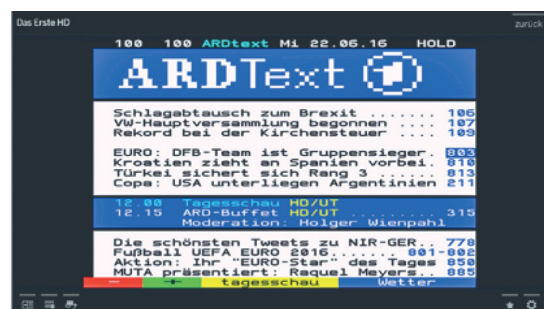 Das Erste HD
zurück
100 100 ARDtext Mi 22.06.16 HOLD
ARDText 1
Schlagabtausch zum Brexit ....... 106
VW-Hauptversammlung begonnen .... 107
Rekord bei der Kirchensteuer .... 109
EURO: DFB-Team ist Gruppensieger. 803
Kroatien zieht an Spanien vorbei. 810
Türkei sichert sich Rang 3 ...... 813
Copa: USA unterliegen Argentinien 211
12.00 Tagesschau HD/UT
12.15 ARD-Buffet HD/UT ......... 315
Moderation: Holger Wienpahl
Die schönsten Tweets zu NIR-GER.. 778
Fußball UEFA EURO 2016....... 801-802
Aktion: Ihr "EURO-Star" des Tages 850
MUTA präsentiert: Raquel Meyers.. 885
- + tagesschau Wetter